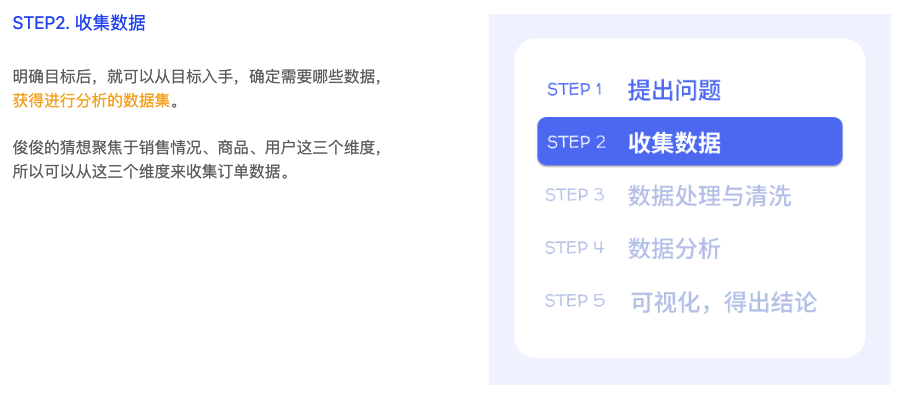 STEP2. 收集数据
明确目标后，就可以从目标入手，确定需要哪些数据，
获得进行分析的数据集。
俊俊的猜想聚焦于销售情况、商品、用户这三个维度，
所以可以从这三个维度来收集订单数据。
STEP 1 提出问题
STEP 2 收集数据
STEP 3 数据处理与清洗
STEP 4 数据分析
STEP 5 可视化，得出结论